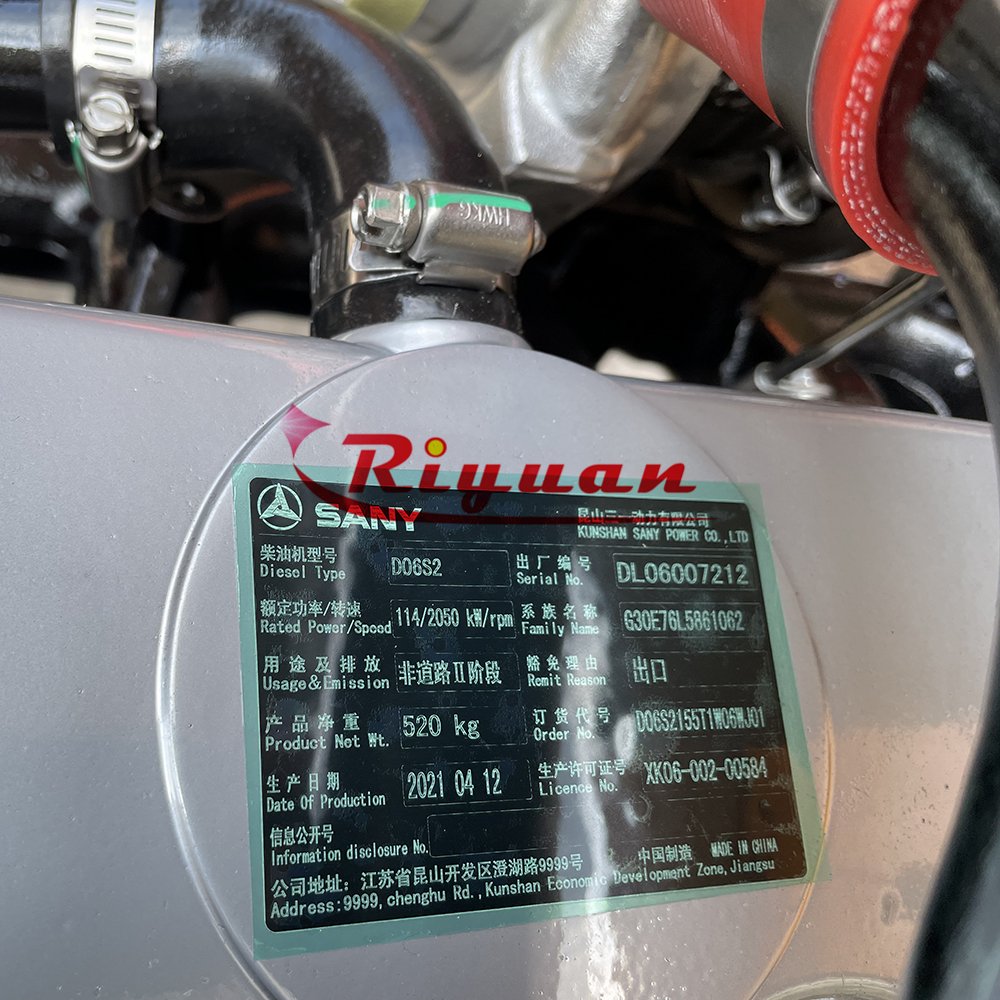 HWKG
Riyuan
SANY
昆山三一动力有限公司
KUNSHAN SANY POWER CO.,LTD
柴油机型号 D06S2 出厂编号 DL06007212
Diesel Type Serial No.
额定功率/转速 114/2050 kW/rpm 系族名称 G30E76L5861062
Rated Power/Speed Family Name
用途及排放 非道路II阶段 豁免理由 出口
Usage&Emission Remit Reason
产品净重 520 kg 订货代号 D06S2155T1W06WJ01
Product Net Wt. Order No.
生产日期 2021 04 12 生产许可证号 XK06-002-00584
Date Of Production Licence No.
信息公开号
Information disclosure No.
中国制造 MADE IN CHINA
公司地址: 江苏省昆山开发区澄湖路9999号
Address:9999, chenghu Rd.,Kunshan Economic Development Zone,Jiangsu